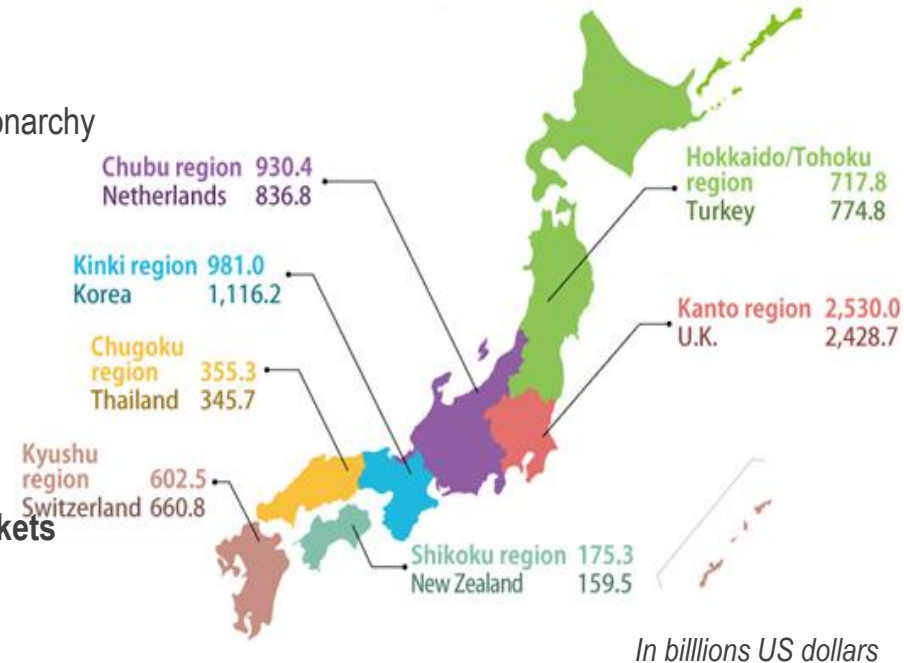 onarchy
Chubu region 930.4
Netherlands 836.8
Hokkaido/Tohoku
region 717.8
Turkey 774.8
Kinki region 981.0
Korea 1,116.2
Kanto region 2,530.0
U.K. 2,428.7
Chugoku
region 355.3
Thailand 345.7
Kyushu
region 602.5
Switzerland 660.8
kets
Shikoku region 175.3
New Zealand 159.5
In billlions US dollars